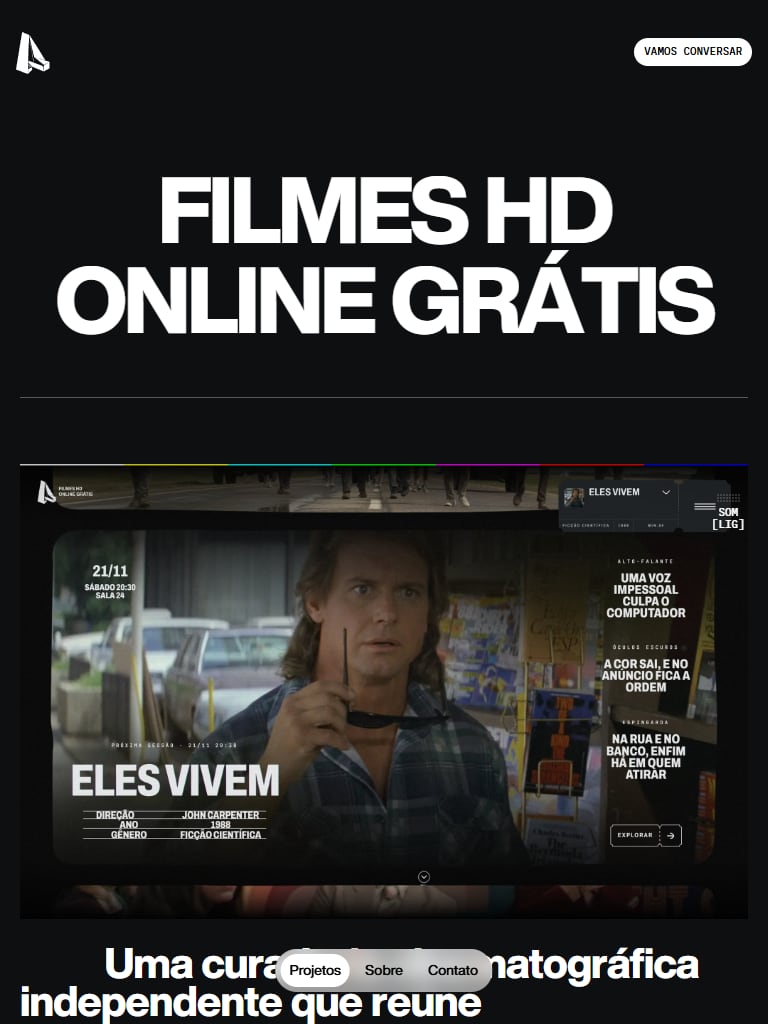 VAMOS CONVERSAR
FILMES HD
ONLINE GRÁTIS
FILMES HD
ONLINE GRÁTIS
ELES VIVEM
FICÇÃO CIENTÍFICA 1988
SOM
[LIG]
21/11
SÁBADO 20:30
SALA 24
ALTO-FALANTE
UMA VOZ
IMPESSOAL
CULPA O
COMPUTADOR
ÓCULOS ESCUROS
A COR SAI, E NO
ANÚNCIO FICA A
ORDEM
ESPINGARDA
NA RUA E NO
BANCO, ENFIM
HÁ EM QUEM
ATIRAR
PRÓXIMA SESSÃO · 21/11 20:30
ELES VIVEM
DIREÇÃO JOHN CARPENTER
ANO 1988
GÊNERO FICÇÃO CIENTÍFICA
EXPLORAR
Uma cura matográfica
independente que reúne
Projetos Sobre Contato